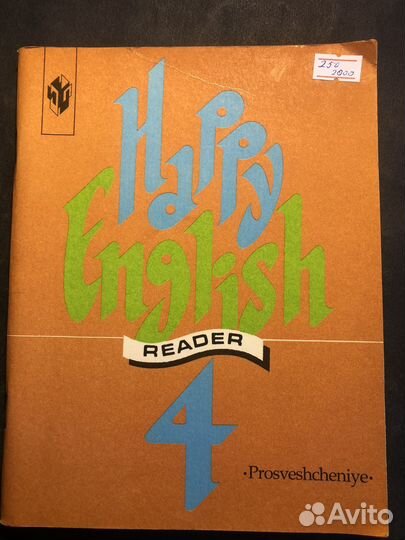 250
2000
Happy
English
READER
4
·Prosveshcheniye·
Avito